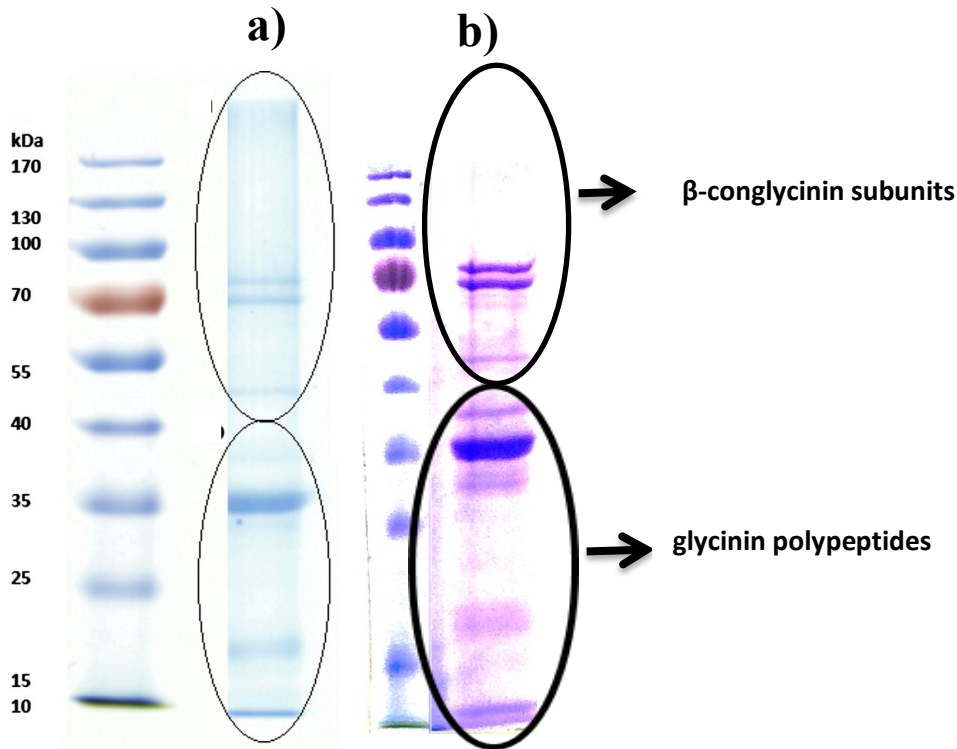 a)
b)
kDa
170
130
100
70
55
40
35
25
15
10
β-conglycinin subunits
glycinin polypeptides